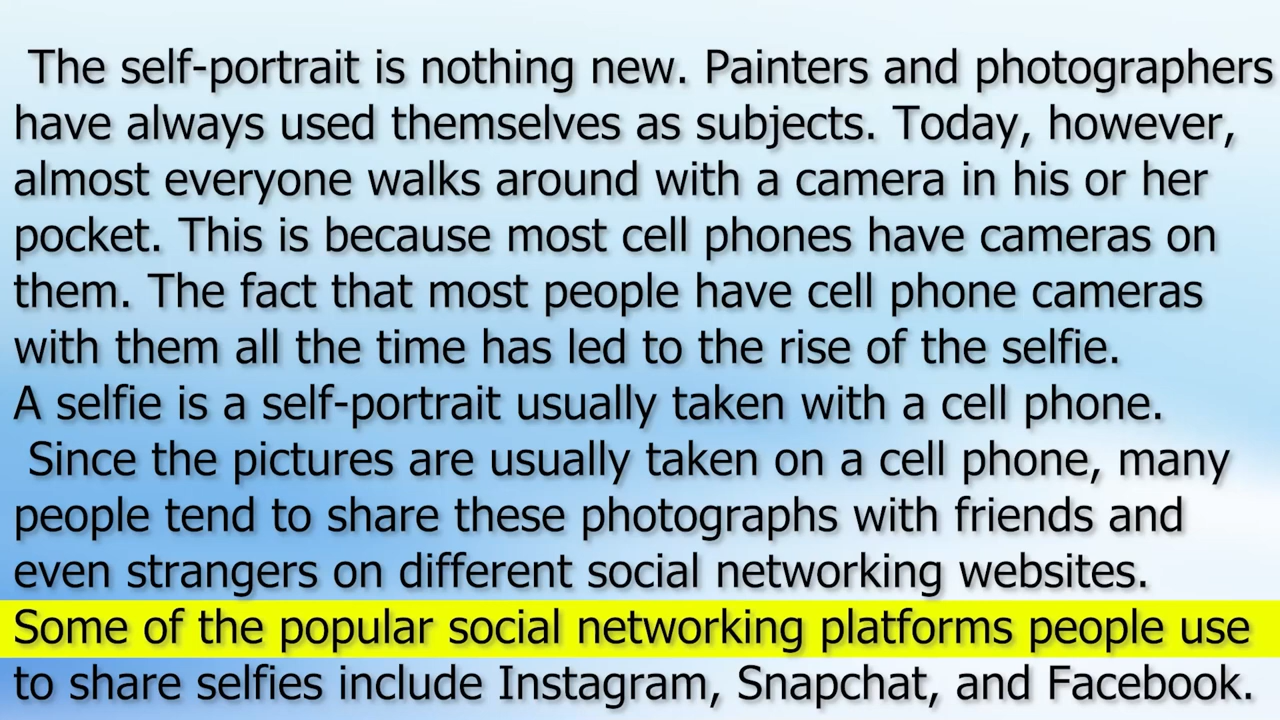 The self-portrait is nothing new. Painters and photographers
have always used themselves as subjects. Today, however,
almost everyone walks around with a camera in his or her
pocket. This is because most cell phones have cameras on
them. The fact that most people have cell phone cameras
with them all the time has led to the rise of the selfie.
A selfie is a self-portrait usually taken with a cell phone.
Since the pictures are usually taken on a cell phone, many
people tend to share these photographs with friends and
even strangers on different social networking websites.
Some of the popular social networking platforms people use
to share selfies include Instagram, Snapchat, and Facebook.